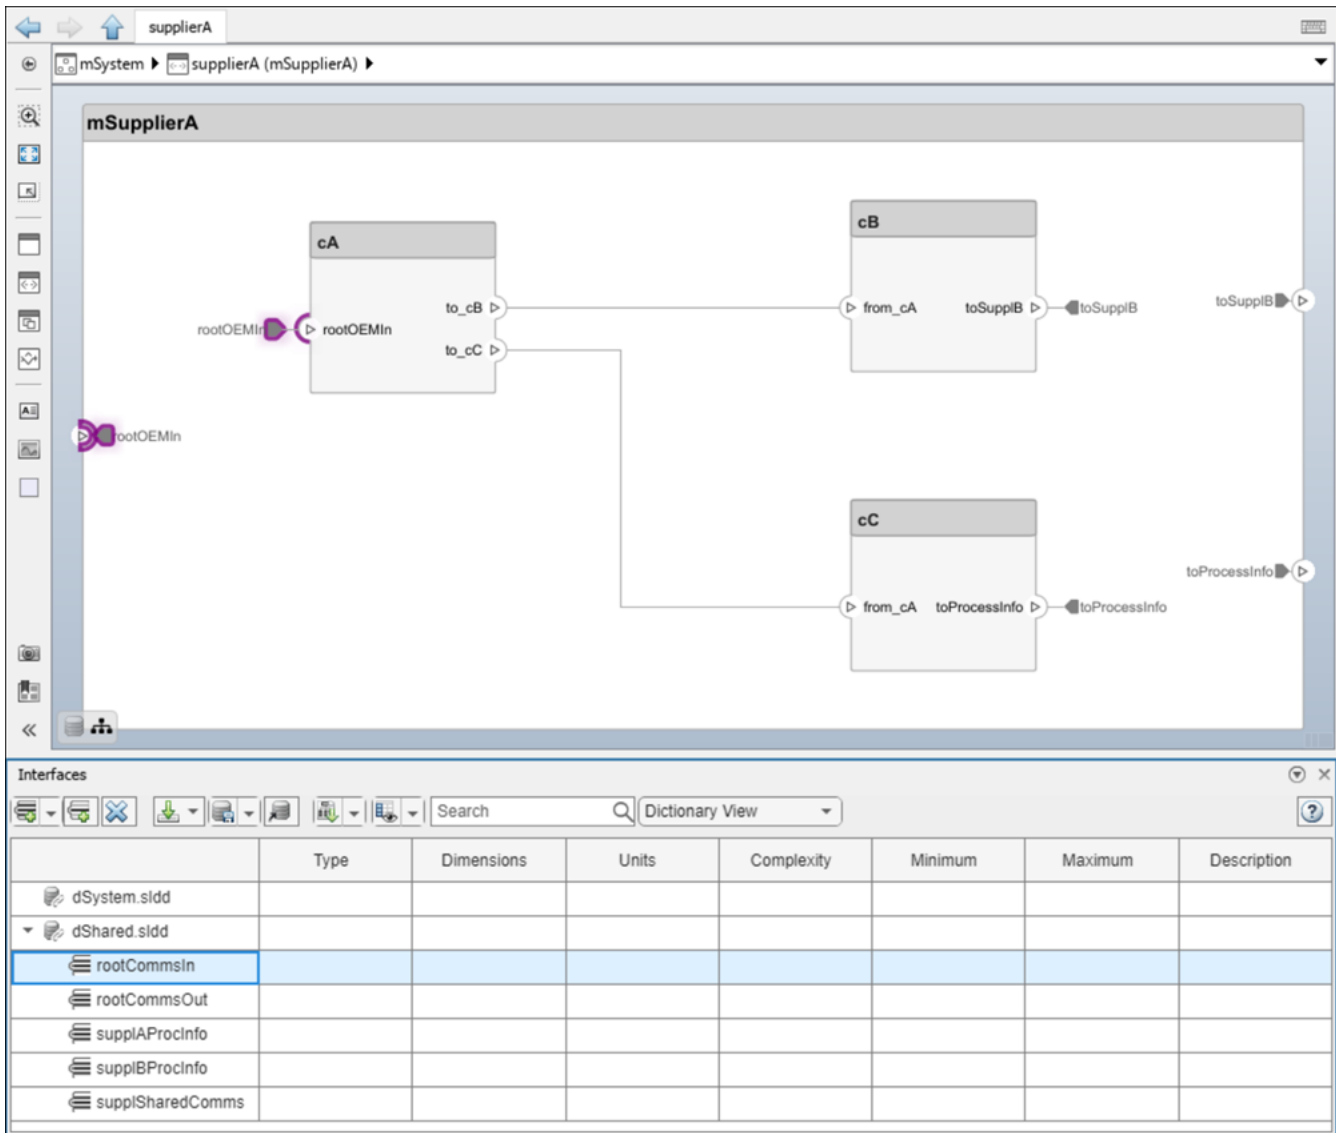 supplierA
mSystem supplierA (mSupplierA)
mSupplierA
cA
to_cB
rootOEMIn rootOEMIn
to_cC
rootOEMIn
cB
from_cA toSupplB toSupplB
toSupplB
cC
from_cA toProcessInfo toProcessInfo
toProcessInfo
Interfaces
Search Dictionary View
Type Dimensions Units Complexity Minimum Maximum Description
dSystem.sldd
dShared.sldd
rootCommsIn
rootCommsOut
supplAProcInfo
supplBProcInfo
supplSharedComms